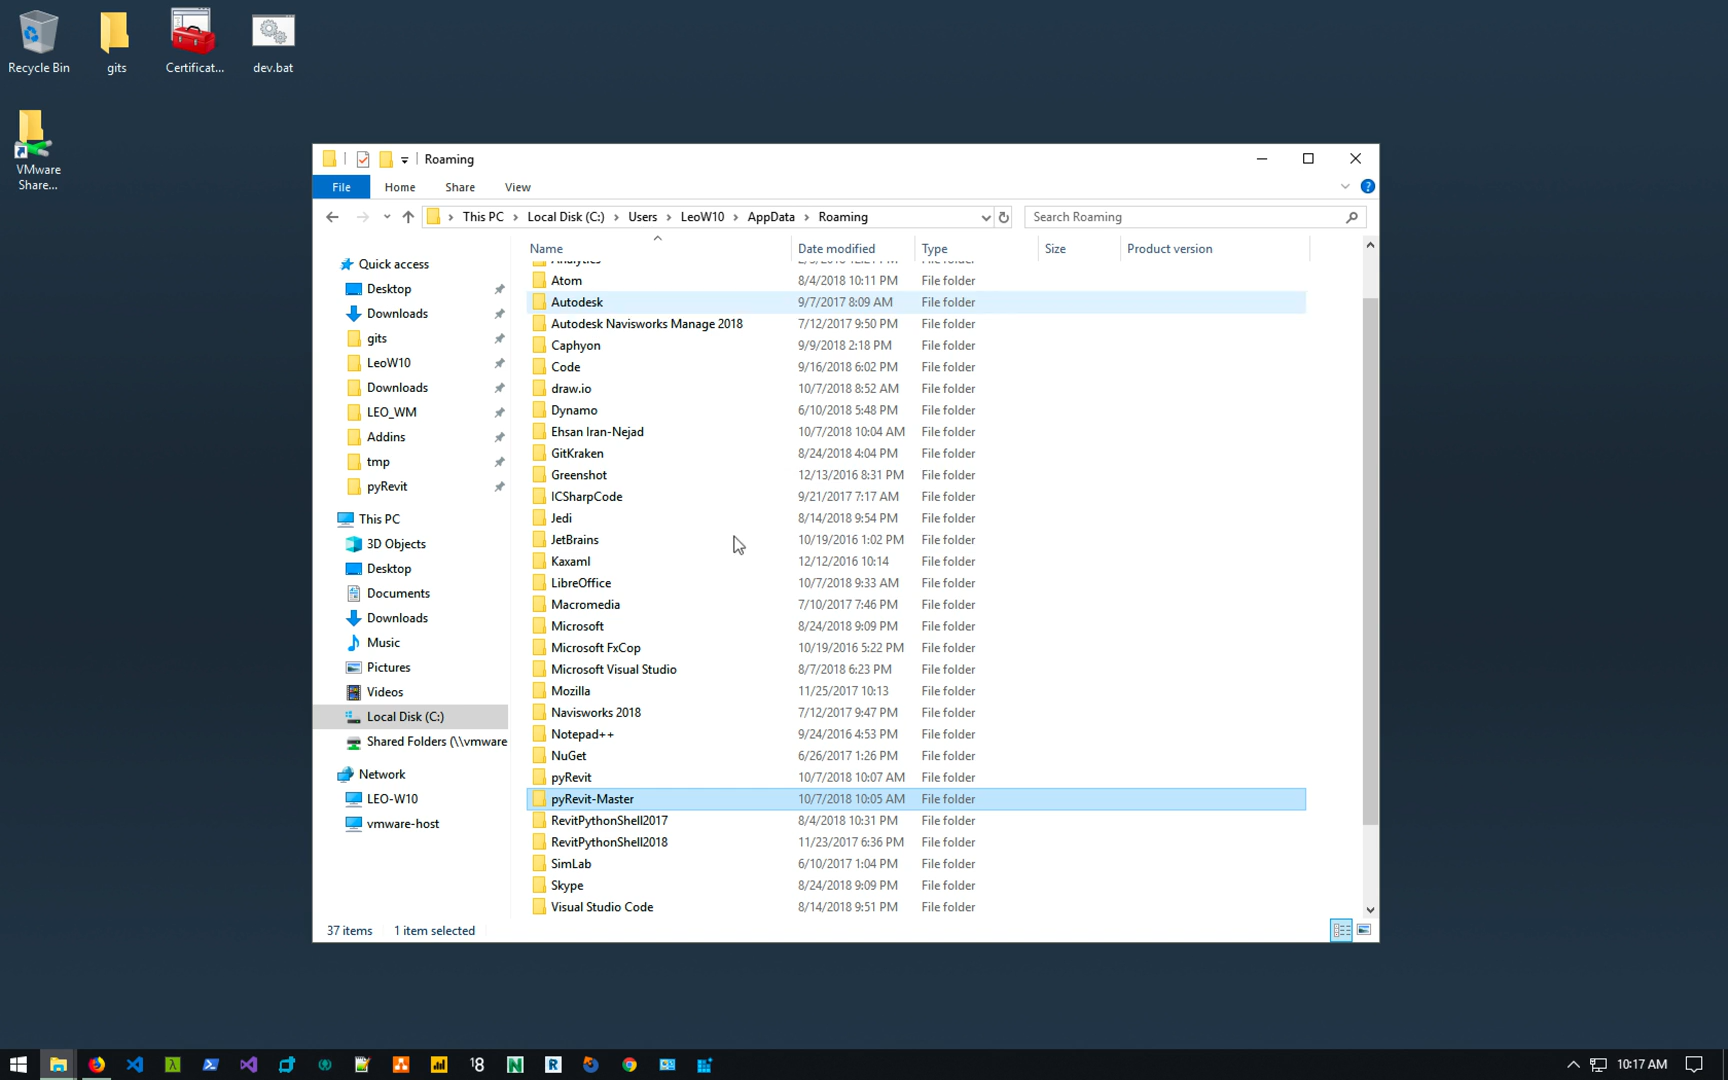 Recycle Bin
gits
Certificat...
dev.bat
VMware
Share...
Roaming
File
Home
Share
View
This PC
Local Disk (C:)
Users
LeoW10
AppData
Roaming
Search Roaming
Quick access
Desktop
Downloads
gits
LeoW10
Downloads
LEO_WM
Addins
tmp
pyRevit
This PC
3D Objects
Desktop
Documents
Downloads
Music
Pictures
Videos
Local Disk (C:)
Shared Folders (\\vmware
Network
LEO-W10
vmware-host
Name Date modified Type Size Product version
Atom 8/4/2018 10:11 PM File folder
Autodesk 9/7/2017 8:09 AM File folder
Autodesk Navisworks Manage 2018 7/12/2017 9:50 PM File folder
Caphyon 9/9/2018 2:18 PM File folder
Code 9/16/2018 6:02 PM File folder
draw.io 10/7/2018 8:52 AM File folder
Dynamo 6/10/2018 5:48 PM File folder
Ehsan Iran-Nejad 10/7/2018 10:04 AM File folder
GitKraken 8/24/2018 4:04 PM File folder
Greenshot 12/13/2016 8:31 PM File folder
ICSharpCode 9/21/2017 7:17 AM File folder
Jedi 8/14/2018 9:54 PM File folder
JetBrains 10/19/2016 1:02 PM File folder
Kaxaml 12/12/2016 10:14 File folder
LibreOffice 10/7/2018 9:33 AM File folder
Macromedia 7/10/2017 7:46 PM File folder
Microsoft 8/24/2018 9:09 PM File folder
Microsoft FxCop 10/19/2016 5:22 PM File folder
Microsoft Visual Studio 8/7/2018 6:23 PM File folder
Mozilla 11/25/2017 10:13 File folder
Navisworks 2018 7/12/2017 9:47 PM File folder
Notepad++ 9/24/2016 4:53 PM File folder
NuGet 6/26/2017 1:26 PM File folder
pyRevit 10/7/2018 10:07 AM File folder
pyRevit-Master 10/7/2018 10:05 AM File folder
RevitPythonShell2017 8/4/2018 10:31 PM File folder
RevitPythonShell2018 11/23/2017 6:36 PM File folder
SimLab 6/10/2017 1:04 PM File folder
Skype 8/24/2018 9:09 PM File folder
Visual Studio Code 8/14/2018 9:51 PM File folder
37 items 1 item selected
18
N
R
10:17 AM